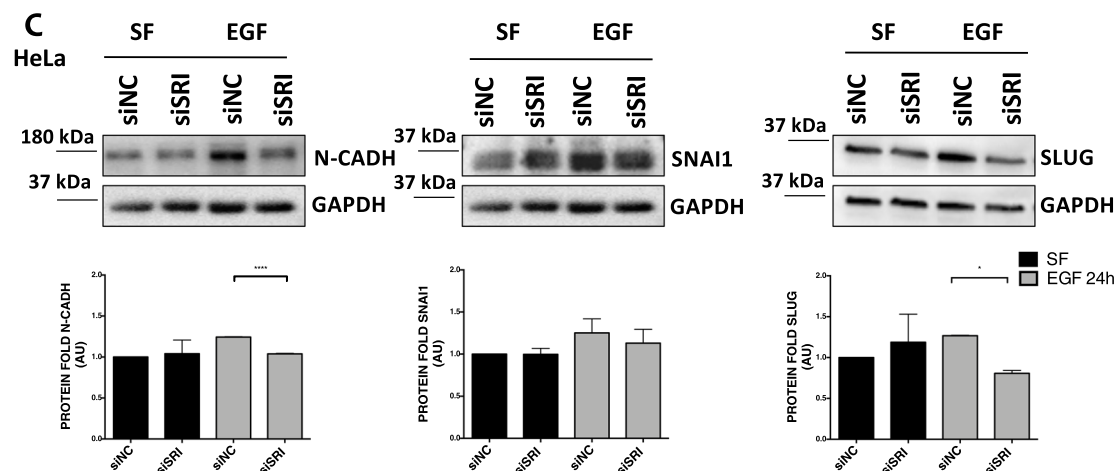 C
HeLa
SF EGF
siNC siSRI siNC siSRI
180 kDa
N-CADH
37 kDa
GAPDH
SF EGF
siNC siSRI siNC siSRI
37 kDa
SNAI1
37 kDa
GAPDH
SF EGF
siNC siSRI siNC siSRI
37 kDa
SLUG
37 kDa
GAPDH
PROTEIN FOLD N-CADH
(AU)
2.0
1.5
1.0
0.5
0.0
****
siNC siSRI siNC siSRI
PROTEIN FOLD SNAI1
(AU)
2.0
1.5
1.0
0.5
0.0
siNC siSRI siNC siSRI
SF
EGF 24h
PROTEIN FOLD SLUG
(AU)
2.0
1.5
1.0
0.5
0.0
*
siNC siSRI siNC siSRI